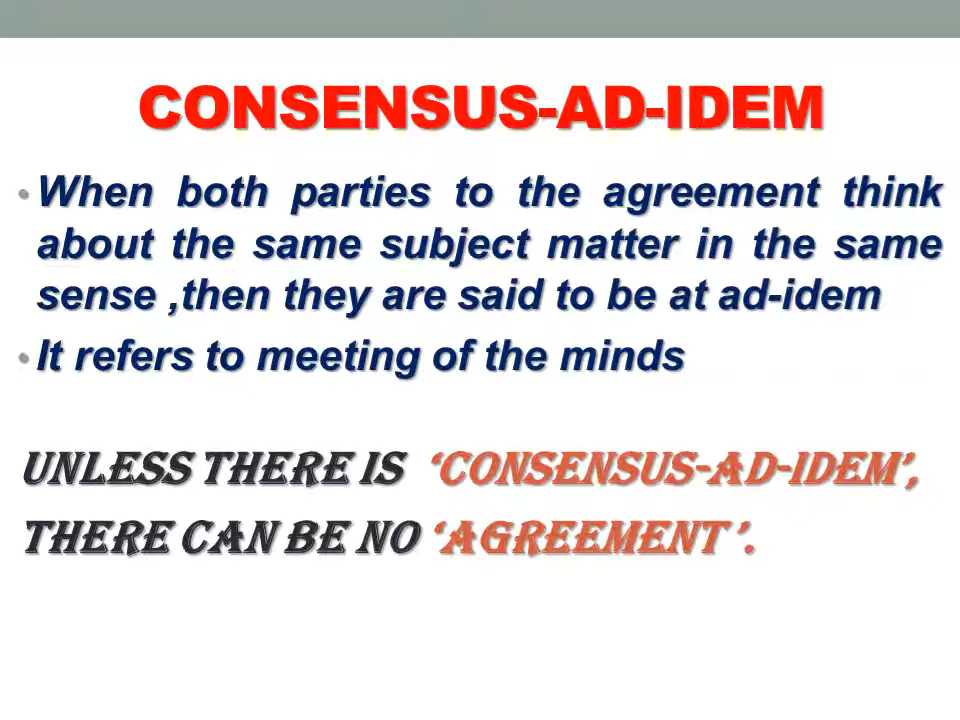 CONSENSUS-AD-IDEM
• When both parties to the agreement think
about the same subject matter in the same
sense ,then they are said to be at ad-idem
• It refers to meeting of the minds
UNLESS THERE IS ‘CONSENSUS-AD-IDEM’,
THERE CAN BE NO ‘AGREEMENT’.